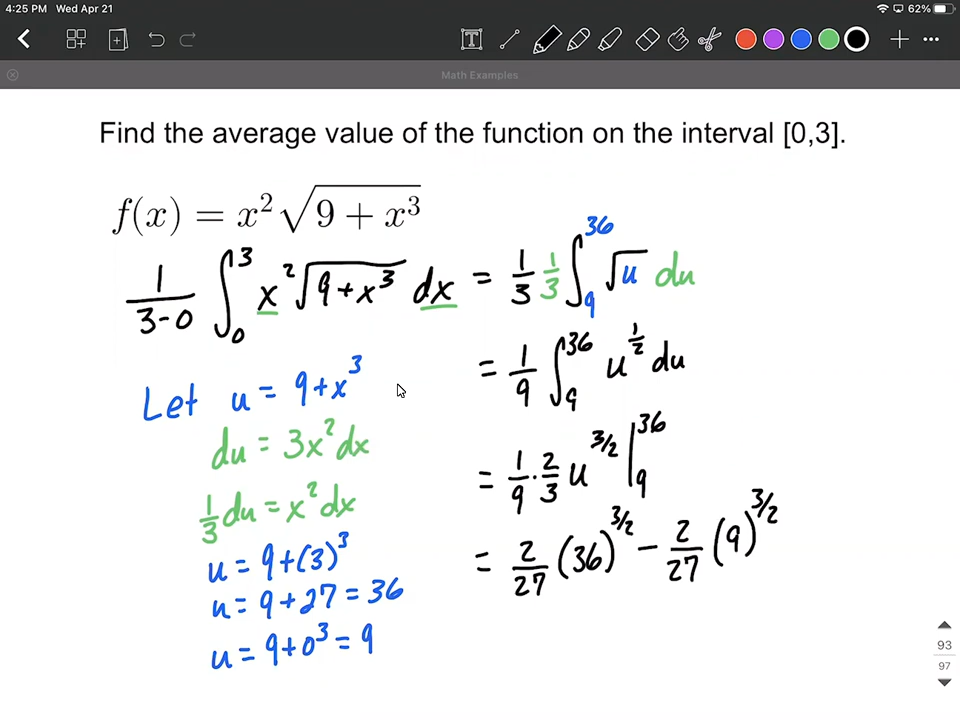 4:25 PM Wed Apr 21 62%
T
Math Examples
Find the average value of the function on the interval [0,3].
f(x) = x²√(9 + x³)
1/(3-0) ∫₀³ x²√(9+x³) dx = 1/3 1/3 ∫₉³⁶ √u du
= 1/9 ∫₉³⁶ u^(1/2) du
Let u = 9+x³
du = 3x²dx
= 1/9 · 2/3 u^(3/2) |₉³⁶
1/3 du = x²dx
= 2/27 (36)^(3/2) - 2/27 (9)^(3/2)
u = 9+(3)³
u = 9+27 = 36
u = 9+0³ = 9
93
97